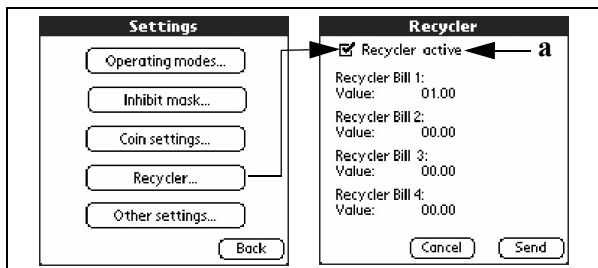 Settings
Operating modes...
Inhibit mask...
Coin settings...
Recycler...
Other settings...
Back
Recycler
Recycler active
a
Recycler Bill 1:
Value: 01.00
Recycler Bill 2:
Value: 00.00
Recycler Bill 3:
Value: 00.00
Recycler Bill 4:
Value: 00.00
Cancel Send